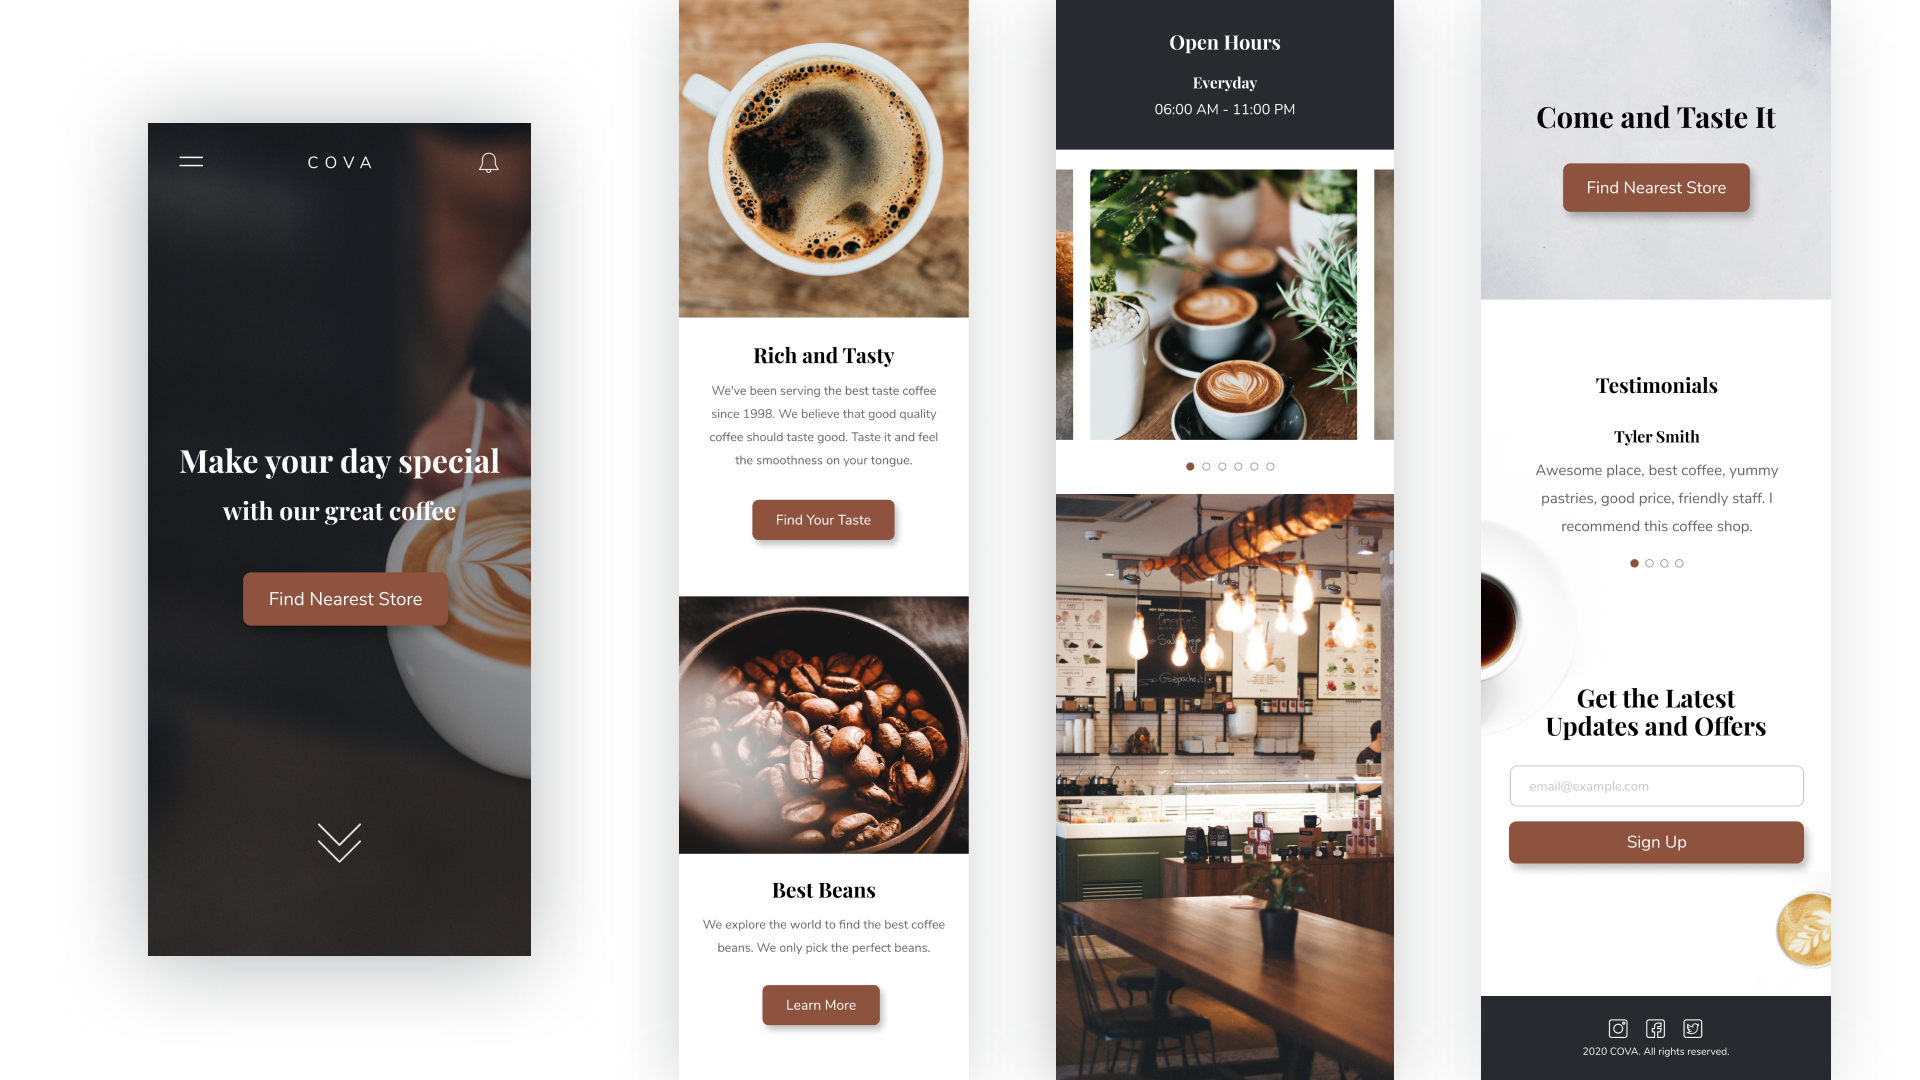 COVA
Make your day special
with our great coffee
Find Nearest Store
Rich and Tasty
We've been serving the best taste coffee
since 1998. We believe that good quality
coffee should taste good. Taste it and feel
the smoothness on your tongue.
Find Your Taste
Best Beans
We explore the world to find the best coffee
beans. We only pick the perfect beans.
Learn More
Open Hours
Everyday
06:00 AM - 11:00 PM
Come and Taste It
Find Nearest Store
Testimonials
Tyler Smith
Awesome place, best coffee, yummy
pastries, good price, friendly staff. I
recommend this coffee shop.
Get the Latest
Updates and Offers
email@example.com
Sign Up
2020 COVA. All rights reserved.